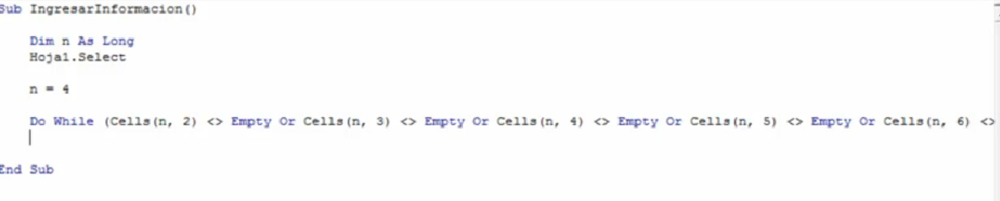 Sub IngresarInformacion()
Dim n As Long
Hoja1.Select
n = 4
Do While (Cells(n, 2) <> Empty Or Cells(n, 3) <> Empty Or Cells(n, 4) <> Empty Or Cells(n, 5) <> Empty Or Cells(n, 6) <>
End Sub